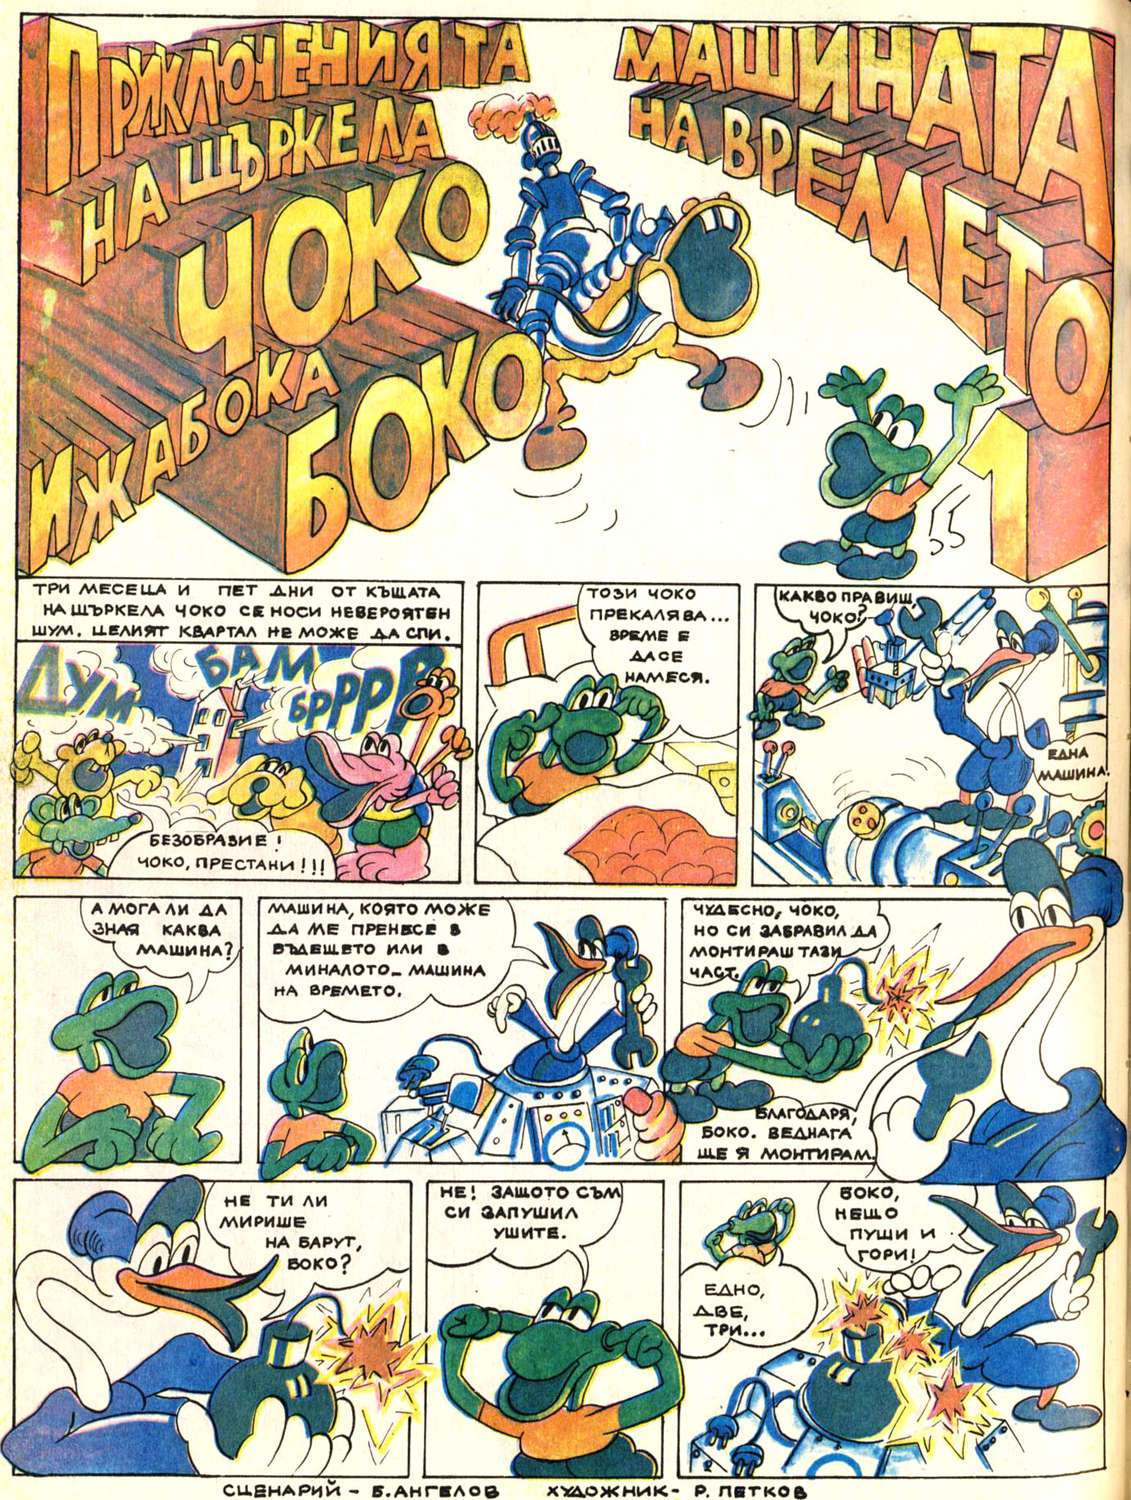 ПРИКЛЮЧЕНИЯТА
НА ЩЪРКЕЛА
ЧОКО
И ЖАБОКА
БОКО
МАШИНАТА
НА ВРЕМЕТО
1
ТРИ МЕСЕЦА И ПЕТ ДНИ ОТ КЪЩАТА
НА ЩЪРКЕЛА ЧОКО СЕ НОСИ НЕВЕРОЯТЕН
ШУМ. ЦЕЛИЯТ КВАРТАЛ НЕ МОЖЕ ДА СПИ.
ДУМ
БАМ
БРРРР
БЕЗОБРАЗИЕ!
ЧОКО, ПРЕСТАНИ!!!
ТОЗИ ЧОКО
ПРЕКАЛЯВА...
ВРЕМЕ Е
ДА СЕ
НАМЕСЯ.
КАКВО ПРАВИШ,
ЧОКО?
ЕДНА
МАШИНА.
А МОГА ЛИ ДА
ЗНАЯ КАКВА
МАШИНА?
МАШИНА, КОЯТО МОЖЕ
ДА МЕ ПРЕНЕСЕ В
БЪДЕЩЕТО ИЛИ В
МИНАЛОТО – МАШИНА
НА ВРЕМЕТО.
ЧУДЕСНО, ЧОКО,
НО СИ ЗАБРАВИЛ ДА
МОНТИРАШ ТАЗИ
ЧАСТ.
БЛАГОДАРЯ,
БОКО. ВЕДНАГА
ЩЕ Я МОНТИРАМ.
НЕ ТИ ЛИ
МИРИШЕ
НА БАРУТ,
БОКО?
НЕ! ЗАЩОТО СЪМ
СИ ЗАПУШИЛ
УШИТЕ.
ЕДНО,
ДВЕ,
ТРИ...
БОКО,
НЕЩО
ПУШИ И
ГОРИ!
СЦЕНАРИЙ – Б. АНГЕЛОВ ХУДОЖНИК – Р. ПЕТКОВ